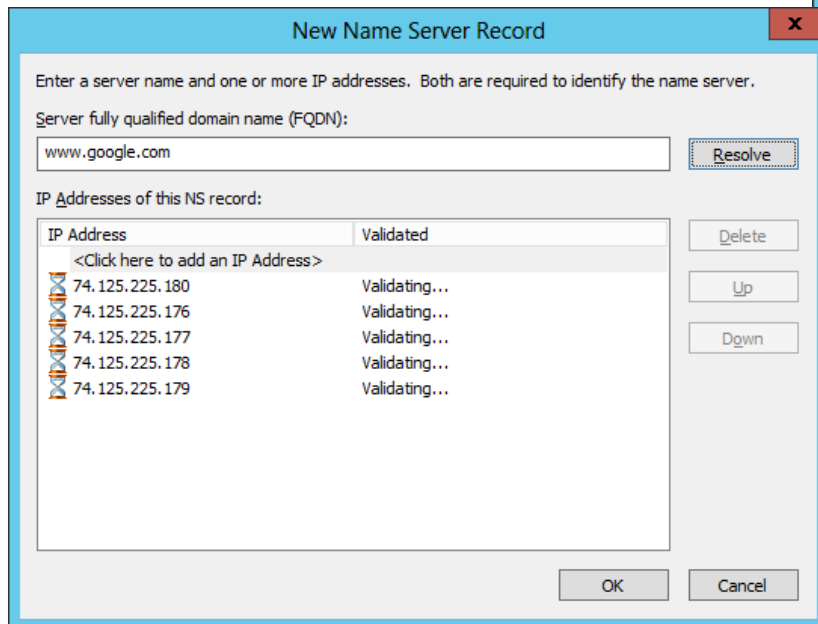 New Name Server Record
x
Enter a server name and one or more IP addresses. Both are required to identify the name server.
Server fully qualified domain name (FQDN):
www.google.com
Resolve
IP Addresses of this NS record:
IP Address Validated
Delete
<Click here to add an IP Address>
74.125.225.180 Validating...
Up
74.125.225.176 Validating...
74.125.225.177 Validating...
Down
74.125.225.178 Validating...
74.125.225.179 Validating...
OK Cancel